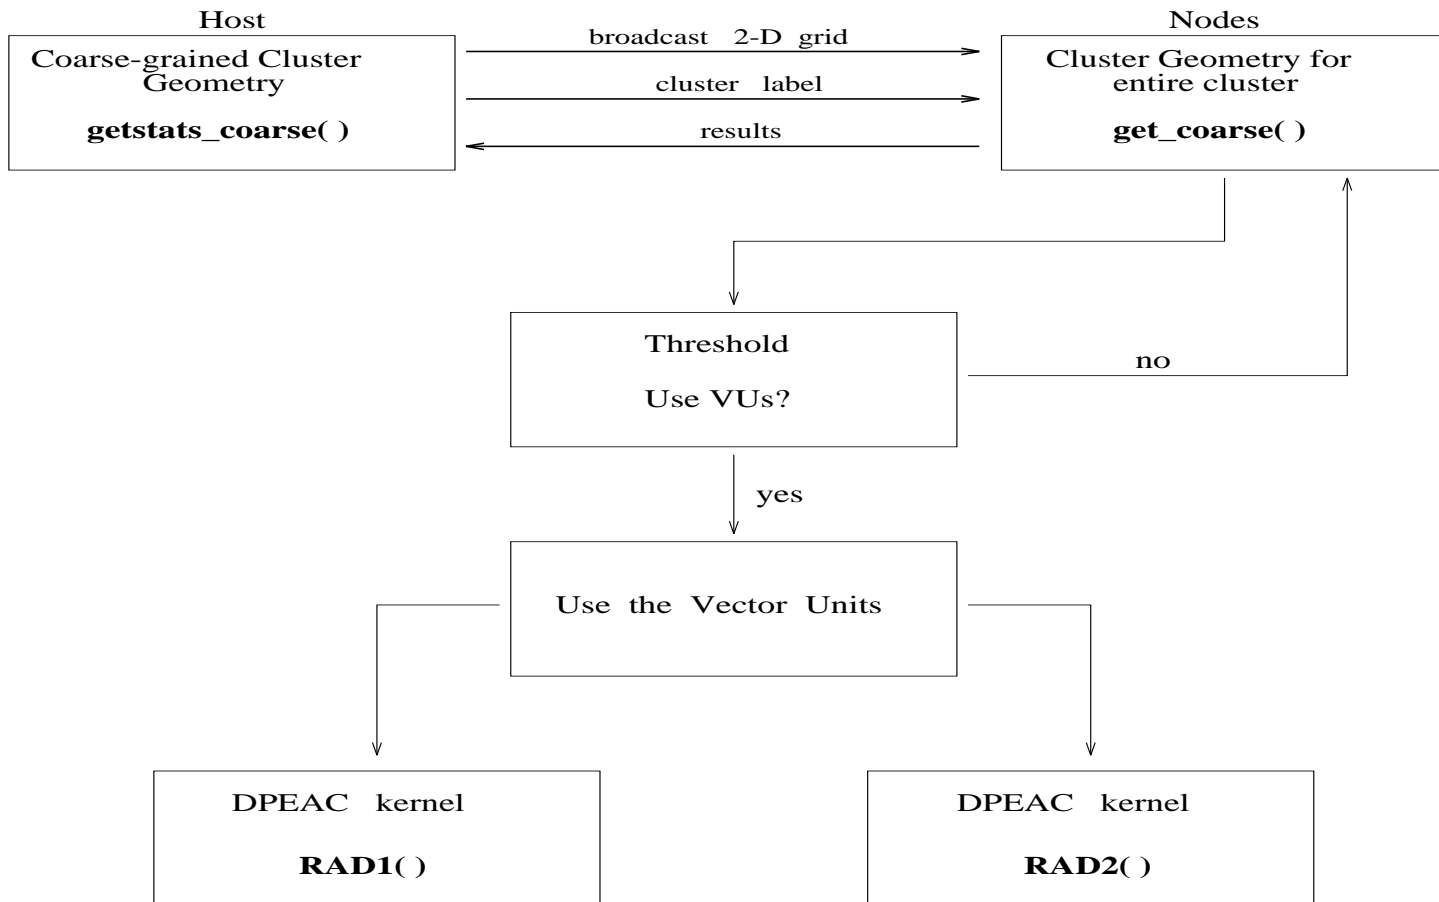 Host
Nodes
Coarse-grained Cluster
Geometry
getstats_coarse( )
broadcast 2-D grid
cluster label
results
Cluster Geometry for
entire cluster
get_coarse( )
Threshold
Use VUs?
no
yes
Use the Vector Units
DPEAC kernel
RAD1( )
DPEAC kernel
RAD2( )